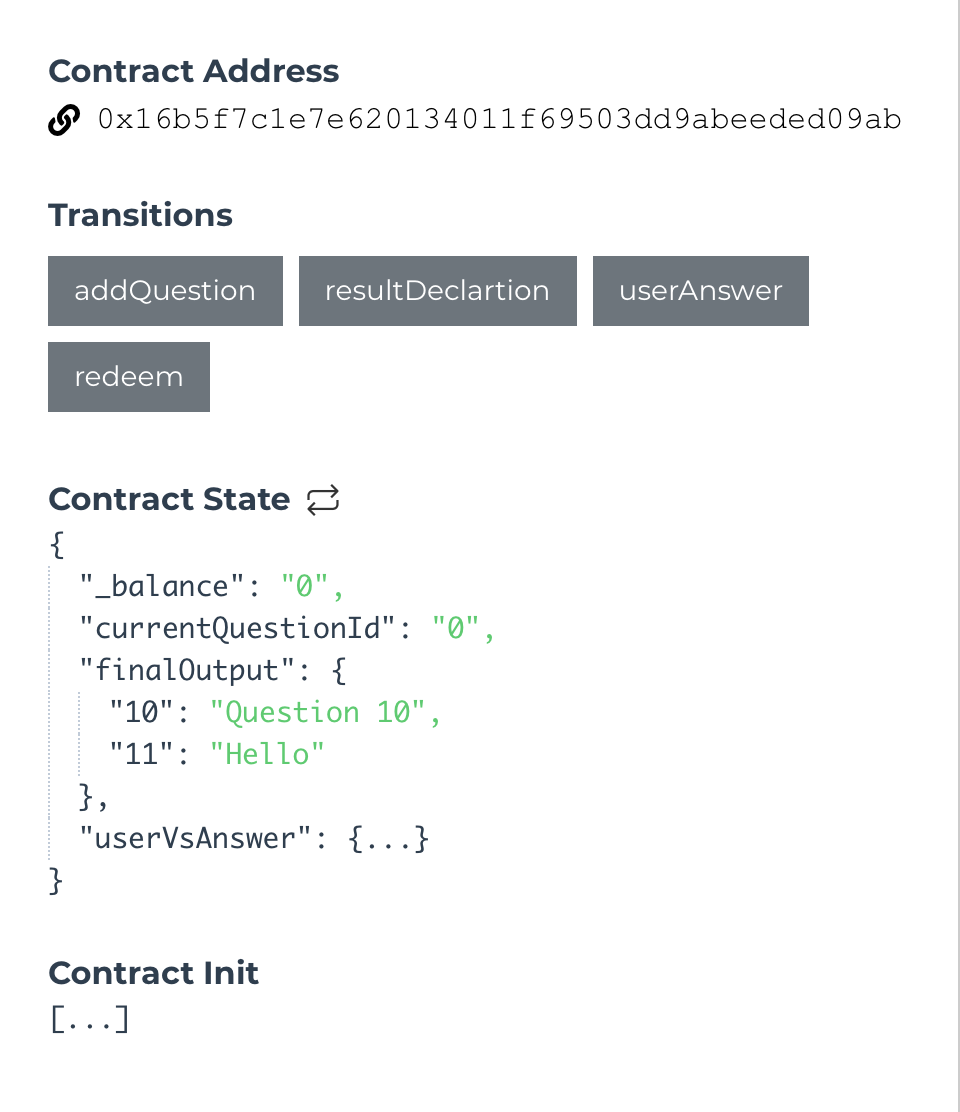 Contract Address
0x16b5f7c1e7e620134011f69503dd9abeeded09ab
Transitions
addQuestion resultDeclartion userAnswer
redeem
Contract State
{
"_balance": "0",
"currentQuestionId": "0",
"finalOutput": {
"10": "Question 10",
"11": "Hello"
},
"userVsAnswer": {...}
}
Contract Init
[...]